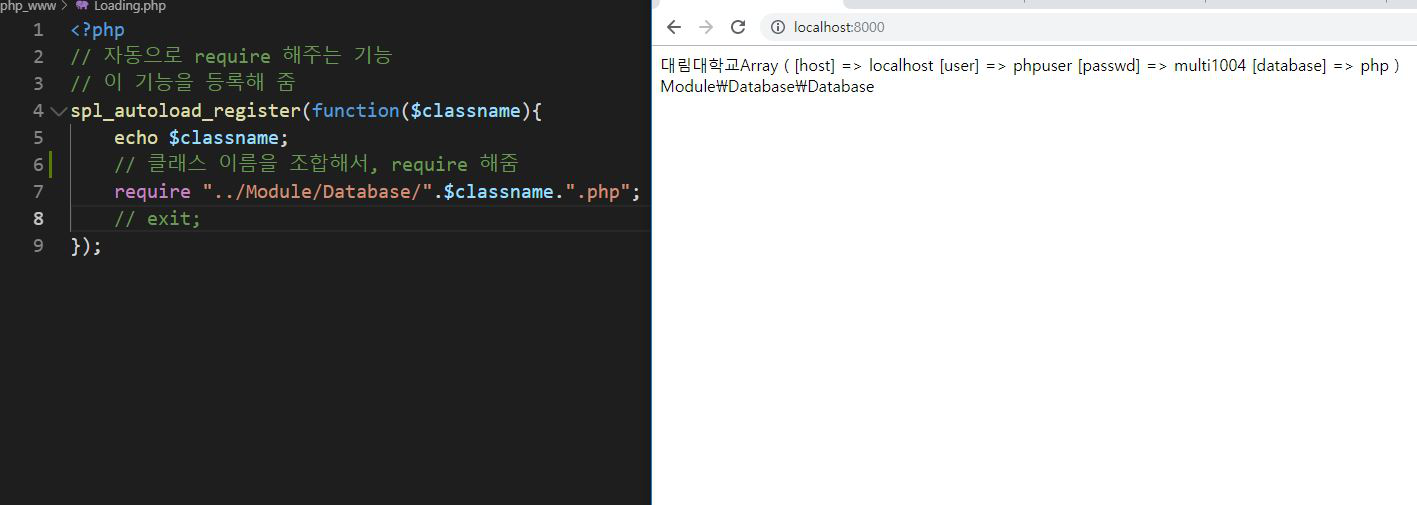 php_www > Loading.php
1 <?php
2 // 자동으로 require 해주는 기능
3 // 이 기능을 등록해 줌
4 spl_autoload_register(function($classname){
5 echo $classname;
6 // 클래스 이름을 조합해서, require 해줌
7 require "../Module/Database/".$classname.".php";
8 // exit;
9 });
localhost:8000
대림대학교Array ( [host] => localhost [user] => phpuser [passwd] => multi1004 [database] => php )
Module₩Database₩Database